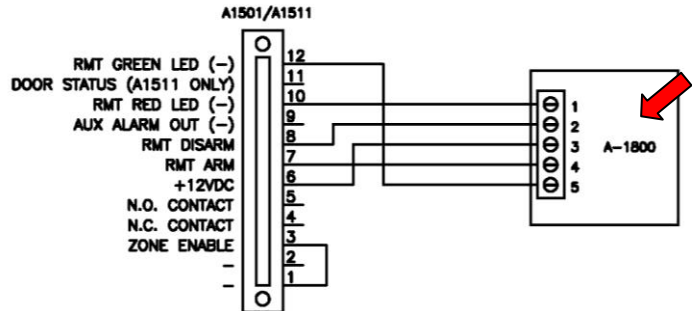 A1501/A1511
RMT GREEN LED (–) 12
DOOR STATUS (A1511 ONLY) 11
RMT RED LED (–) 10
AUX ALARM OUT (–) 9
RMT DISARM 8
RMT ARM 7
+12VDC 6
N.O. CONTACT 5
N.C. CONTACT 4
ZONE ENABLE 3
– 2
– 1
1
2
3
4
5
A–1800